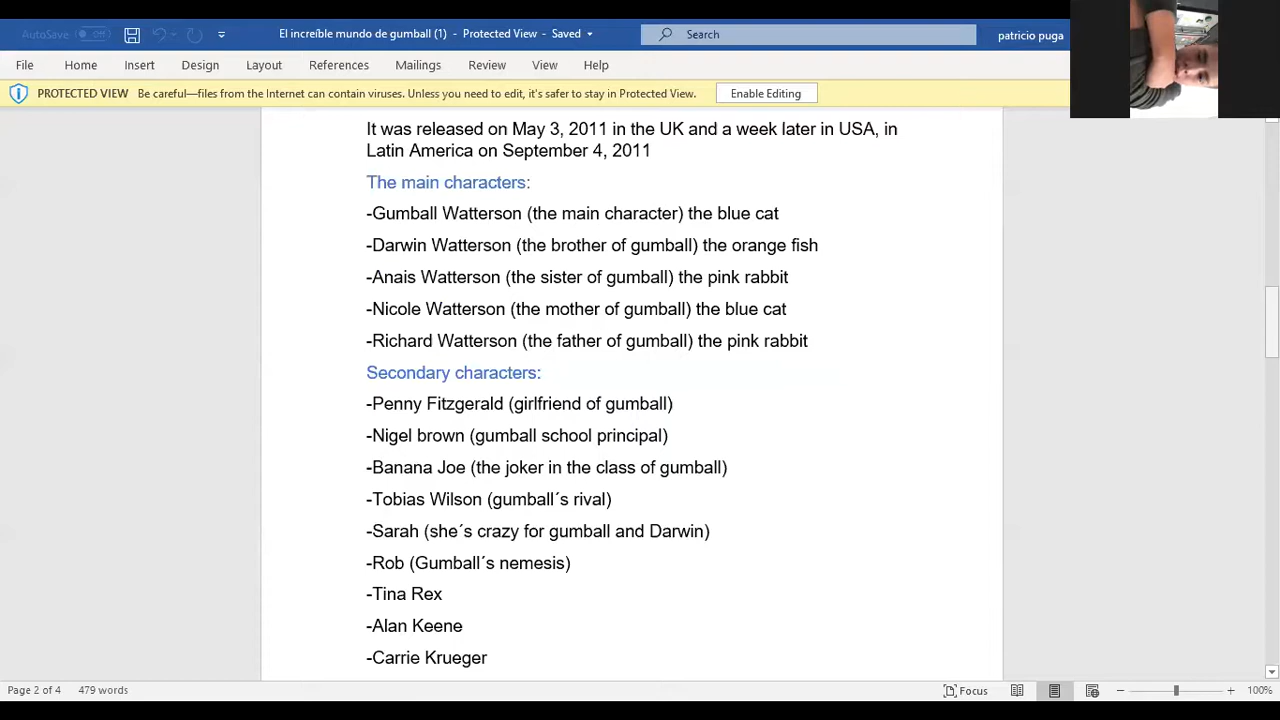 AutoSave Off El increíble mundo de gumball (1) - Protected View - Saved Search patricio puga
File Home Insert Design Layout References Mailings Review View Help
PROTECTED VIEW Be careful—files from the Internet can contain viruses. Unless you need to edit, it's safer to stay in Protected View. Enable Editing
It was released on May 3, 2011 in the UK and a week later in USA, in
Latin America on September 4, 2011
The main characters:
-Gumball Watterson (the main character) the blue cat
-Darwin Watterson (the brother of gumball) the orange fish
-Anais Watterson (the sister of gumball) the pink rabbit
-Nicole Watterson (the mother of gumball) the blue cat
-Richard Watterson (the father of gumball) the pink rabbit
Secondary characters:
-Penny Fitzgerald (girlfriend of gumball)
-Nigel brown (gumball school principal)
-Banana Joe (the joker in the class of gumball)
-Tobias Wilson (gumball´s rival)
-Sarah (she´s crazy for gumball and Darwin)
-Rob (Gumball´s nemesis)
-Tina Rex
-Alan Keene
-Carrie Krueger
Page 2 of 4 479 words Focus 100%